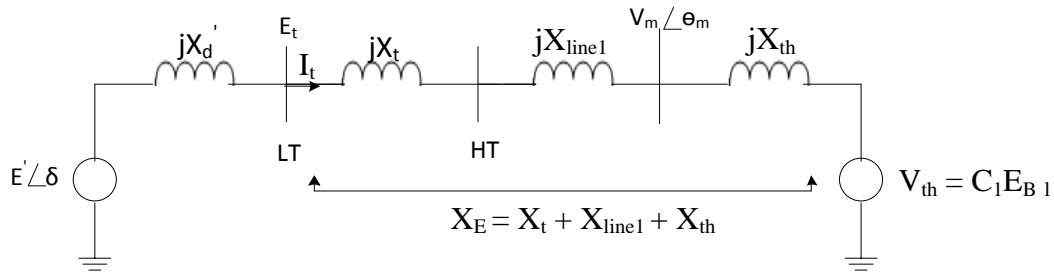 jX_d'
E_t
I_t
jX_t
jX_line1
V_m∠θ_m
jX_th
LT
HT
E'∠δ
V_th = C_1E_B 1
X_E = X_t + X_line1 + X_th